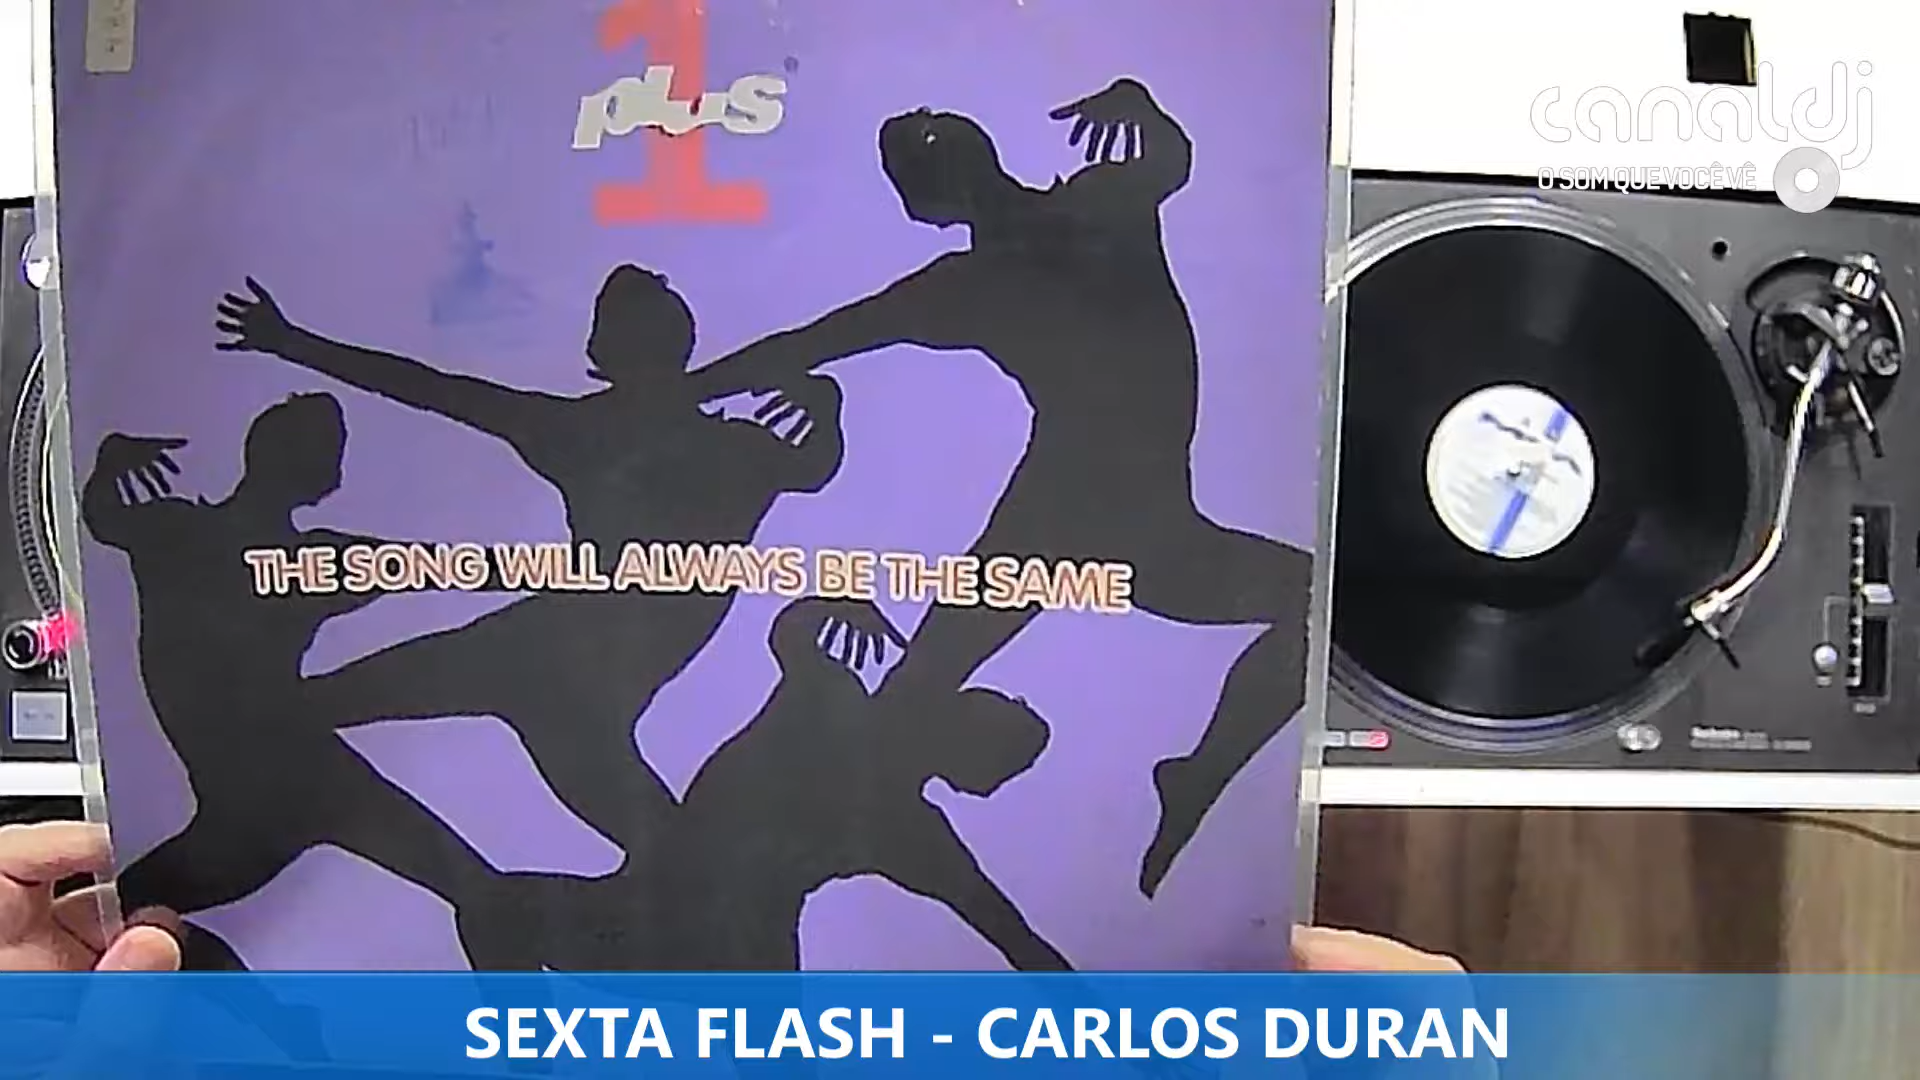 1
plus
canaldj
O SOM QUE VOCÊ VÊ
THE SONG WILL ALWAYS BE THE SAME
SEXTA FLASH - CARLOS DURAN